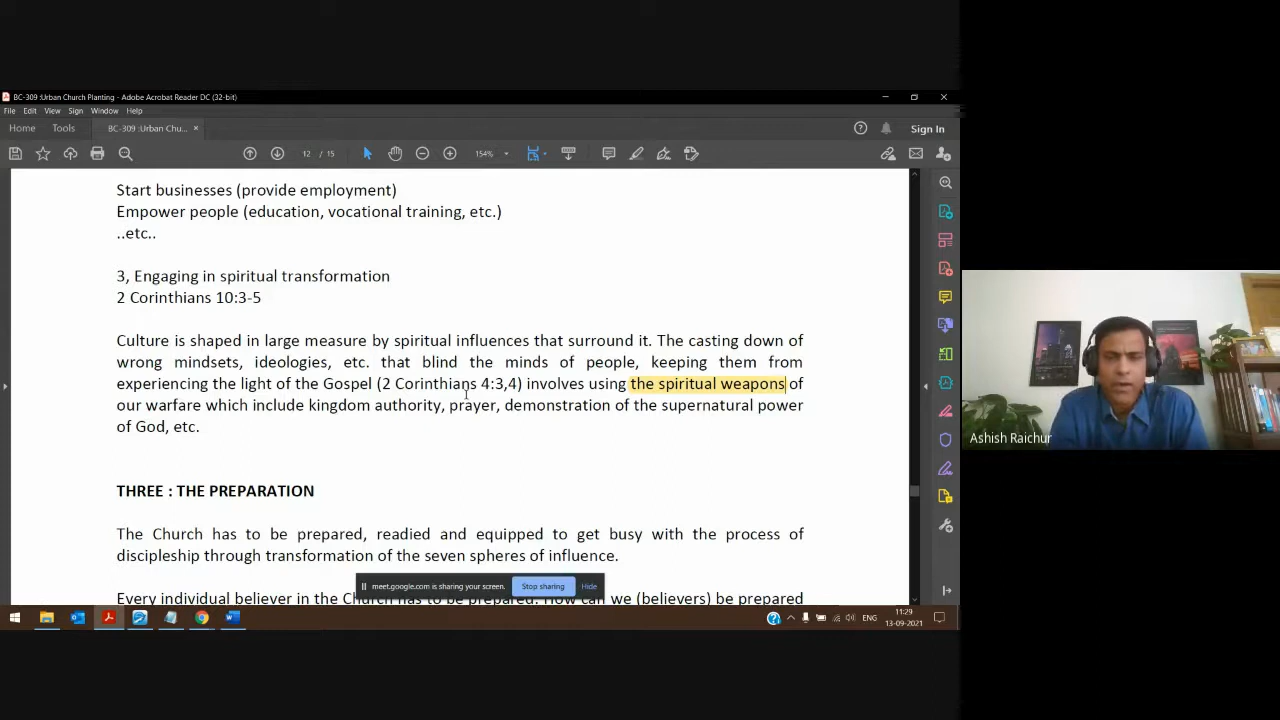 BC-309 :Urban Church Planting - Adobe Acrobat Reader DC (32-bit)
File Edit View Sign Window Help
Home Tools BC-309 :Urban Chu... × Sign In
12 / 15 154%
Start businesses (provide employment)
Empower people (education, vocational training, etc.)
..etc..
3, Engaging in spiritual transformation
2 Corinthians 10:3-5
Culture is shaped in large measure by spiritual influences that surround it. The casting down of
wrong mindsets, ideologies, etc. that blind the minds of people, keeping them from
experiencing the light of the Gospel (2 Corinthians 4:3,4) involves using the spiritual weapons of
our warfare which include kingdom authority, prayer, demonstration of the supernatural power
of God, etc.
THREE : THE PREPARATION
The Church has to be prepared, readied and equipped to get busy with the process of
discipleship through transformation of the seven spheres of influence.
meet.google.com is sharing your screen. Stop sharing Hide
Every individual believer in the Church has to be prepared. How can we (believers) be prepared
ENG 11:29
13-09-2021
Ashish Raichur